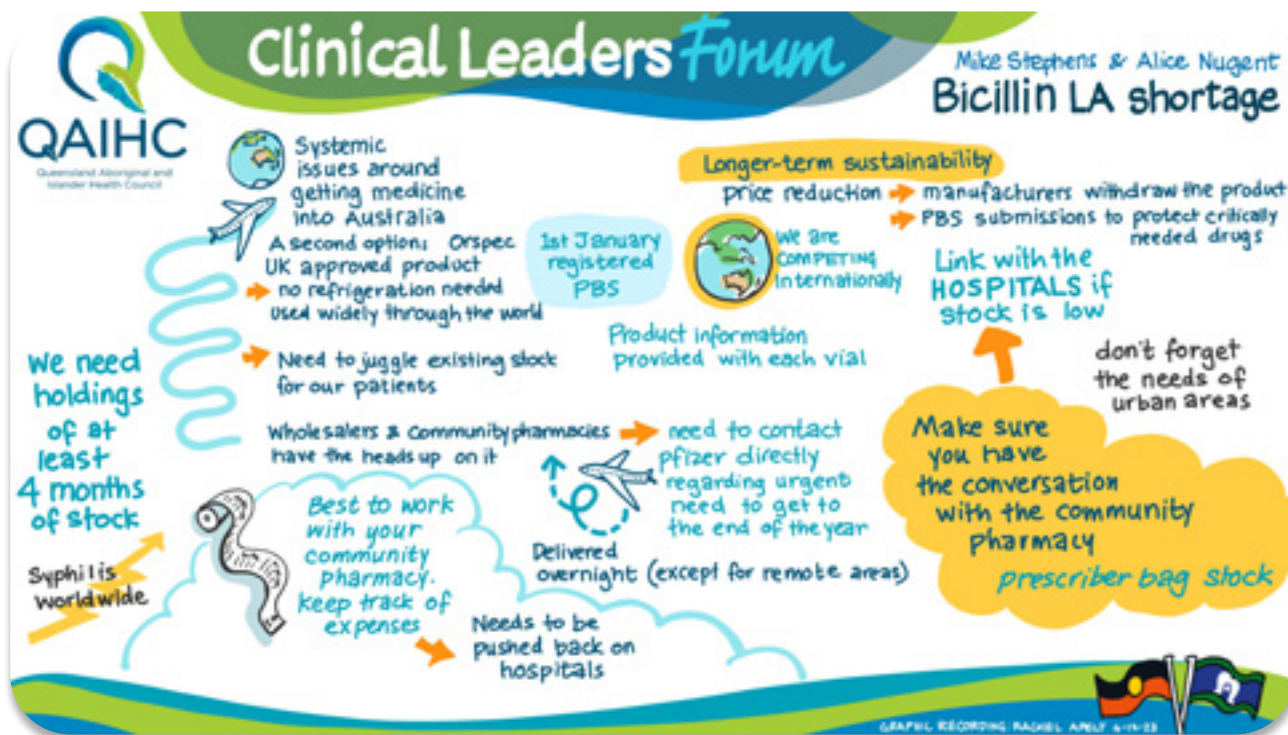 Clinical Leaders Forum
QAIHC
Queensland Aboriginal and
Islander Health Council
Mike Stephens & Alice Nugent
Bicillin LA shortage
Systemic
issues around
getting medicine
into Australia
A second option: Orspec
UK approved product
no refrigeration needed
used widely through the world
Need to juggle existing stock
for our patients
1st January
registered
PBS
Longer-term sustainability
price reduction
manufacturers withdraw the product
PBS submissions to protect critically
needed drugs
We are
COMPETING
Internationally
Product information
provided with each vial
Link with the
HOSPITALS if
stock is low
don't forget
the needs of
urban areas
We need
holdings
of at
least
4 months
of stock
Syphilis
worldwide
Wholesalers & Community pharmacies
have the heads up on it
need to contact
pfizer directly
regarding urgent
need to get to
the end of the year
Delivered
overnight (except for remote areas)
Best to work
with your
community
pharmacy.
keep track of
expenses
Needs to be
pushed back on
hospitals
Make sure
you have
the conversation
with the community
pharmacy
prescriber bag stock
GRAPHIC RECORDING RACHEL APELT